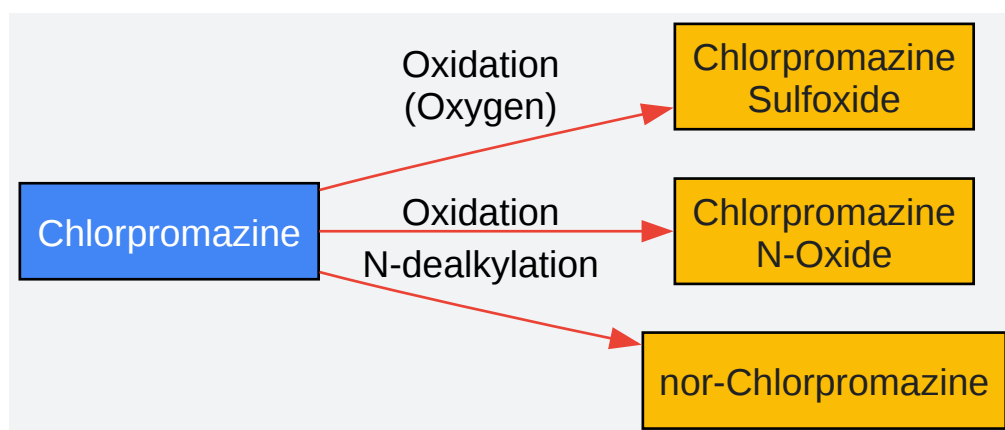 Oxidation
(Oxygen)
Chlorpromazine
Sulfoxide
Chlorpromazine
Oxidation
Chlorpromazine
N-Oxide
N-dealkylation
nor-Chlorpromazine